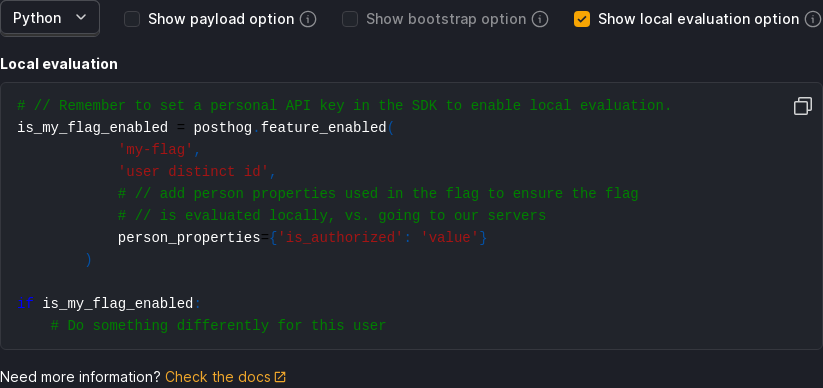 Python Show payload option Show bootstrap option Show local evaluation option
Local evaluation
# // Remember to set a personal API key in the SDK to enable local evaluation.
is_my_flag_enabled = posthog.feature_enabled(
'my-flag',
'user distinct id',
# // add person properties used in the flag to ensure the flag
# // is evaluated locally, vs. going to our servers
person_properties={'is_authorized': 'value'}
)
if is_my_flag_enabled:
# Do something differently for this user
Need more information? Check the docs